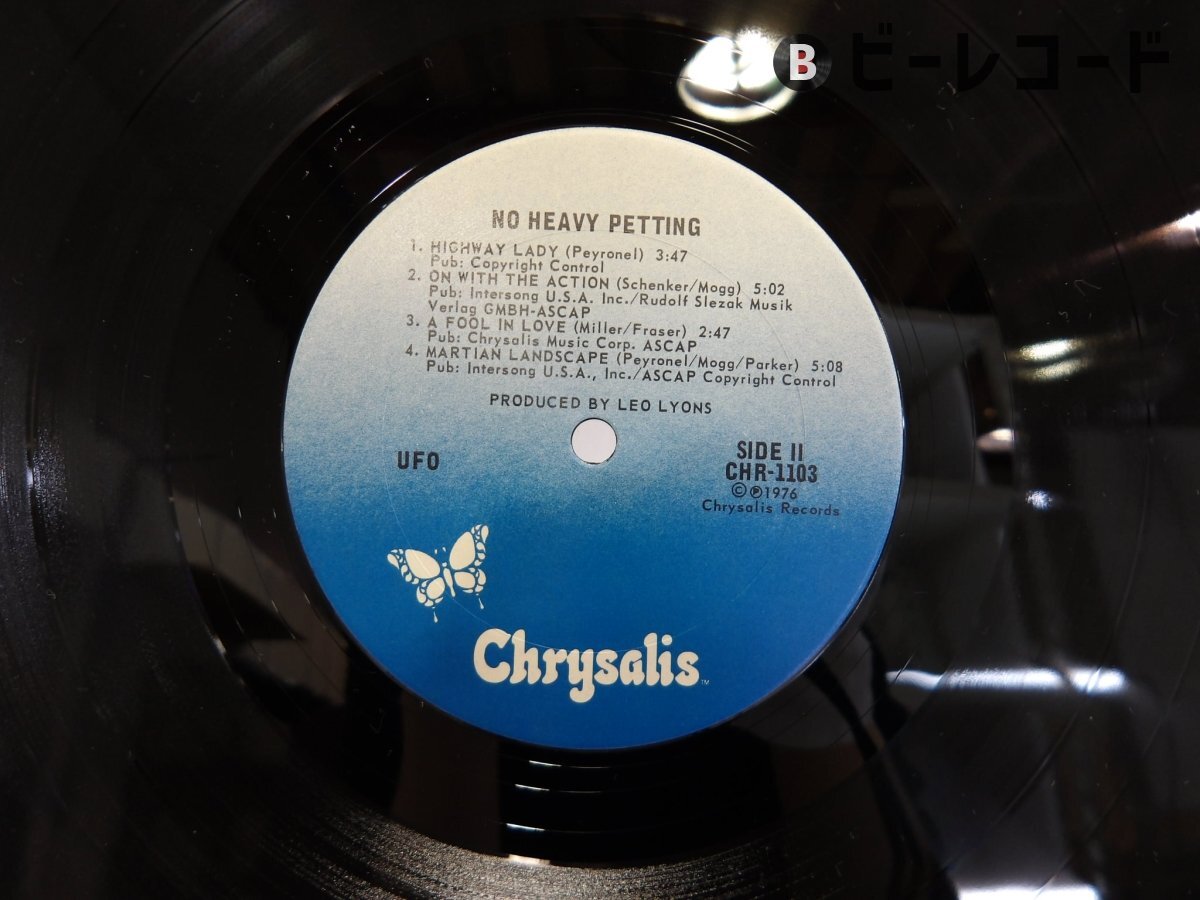 B ビーレコード
NO HEAVY PETTING
1. HIGHWAY LADY (Peyronel) 3:47
Pub: Copyright Control
2. ON WITH THE ACTION (Schenker/Mogg) 5:02
Pub: Intersong U.S.A. Inc./Rudolf Slezak Musik
Verlag GMBH-ASCAP
3. A FOOL IN LOVE (Miller/Fraser) 2:47
Pub: Chrysalis Music Corp. ASCAP
4. MARTIAN LANDSCAPE (Peyronel/Mogg/Parker) 5:08
Pub: Intersong U.S.A., Inc./ASCAP Copyright Control
PRODUCED BY LEO LYONS
UFO
SIDE II
CHR-1103
©℗1976
Chrysalis Records
Chrysalis™